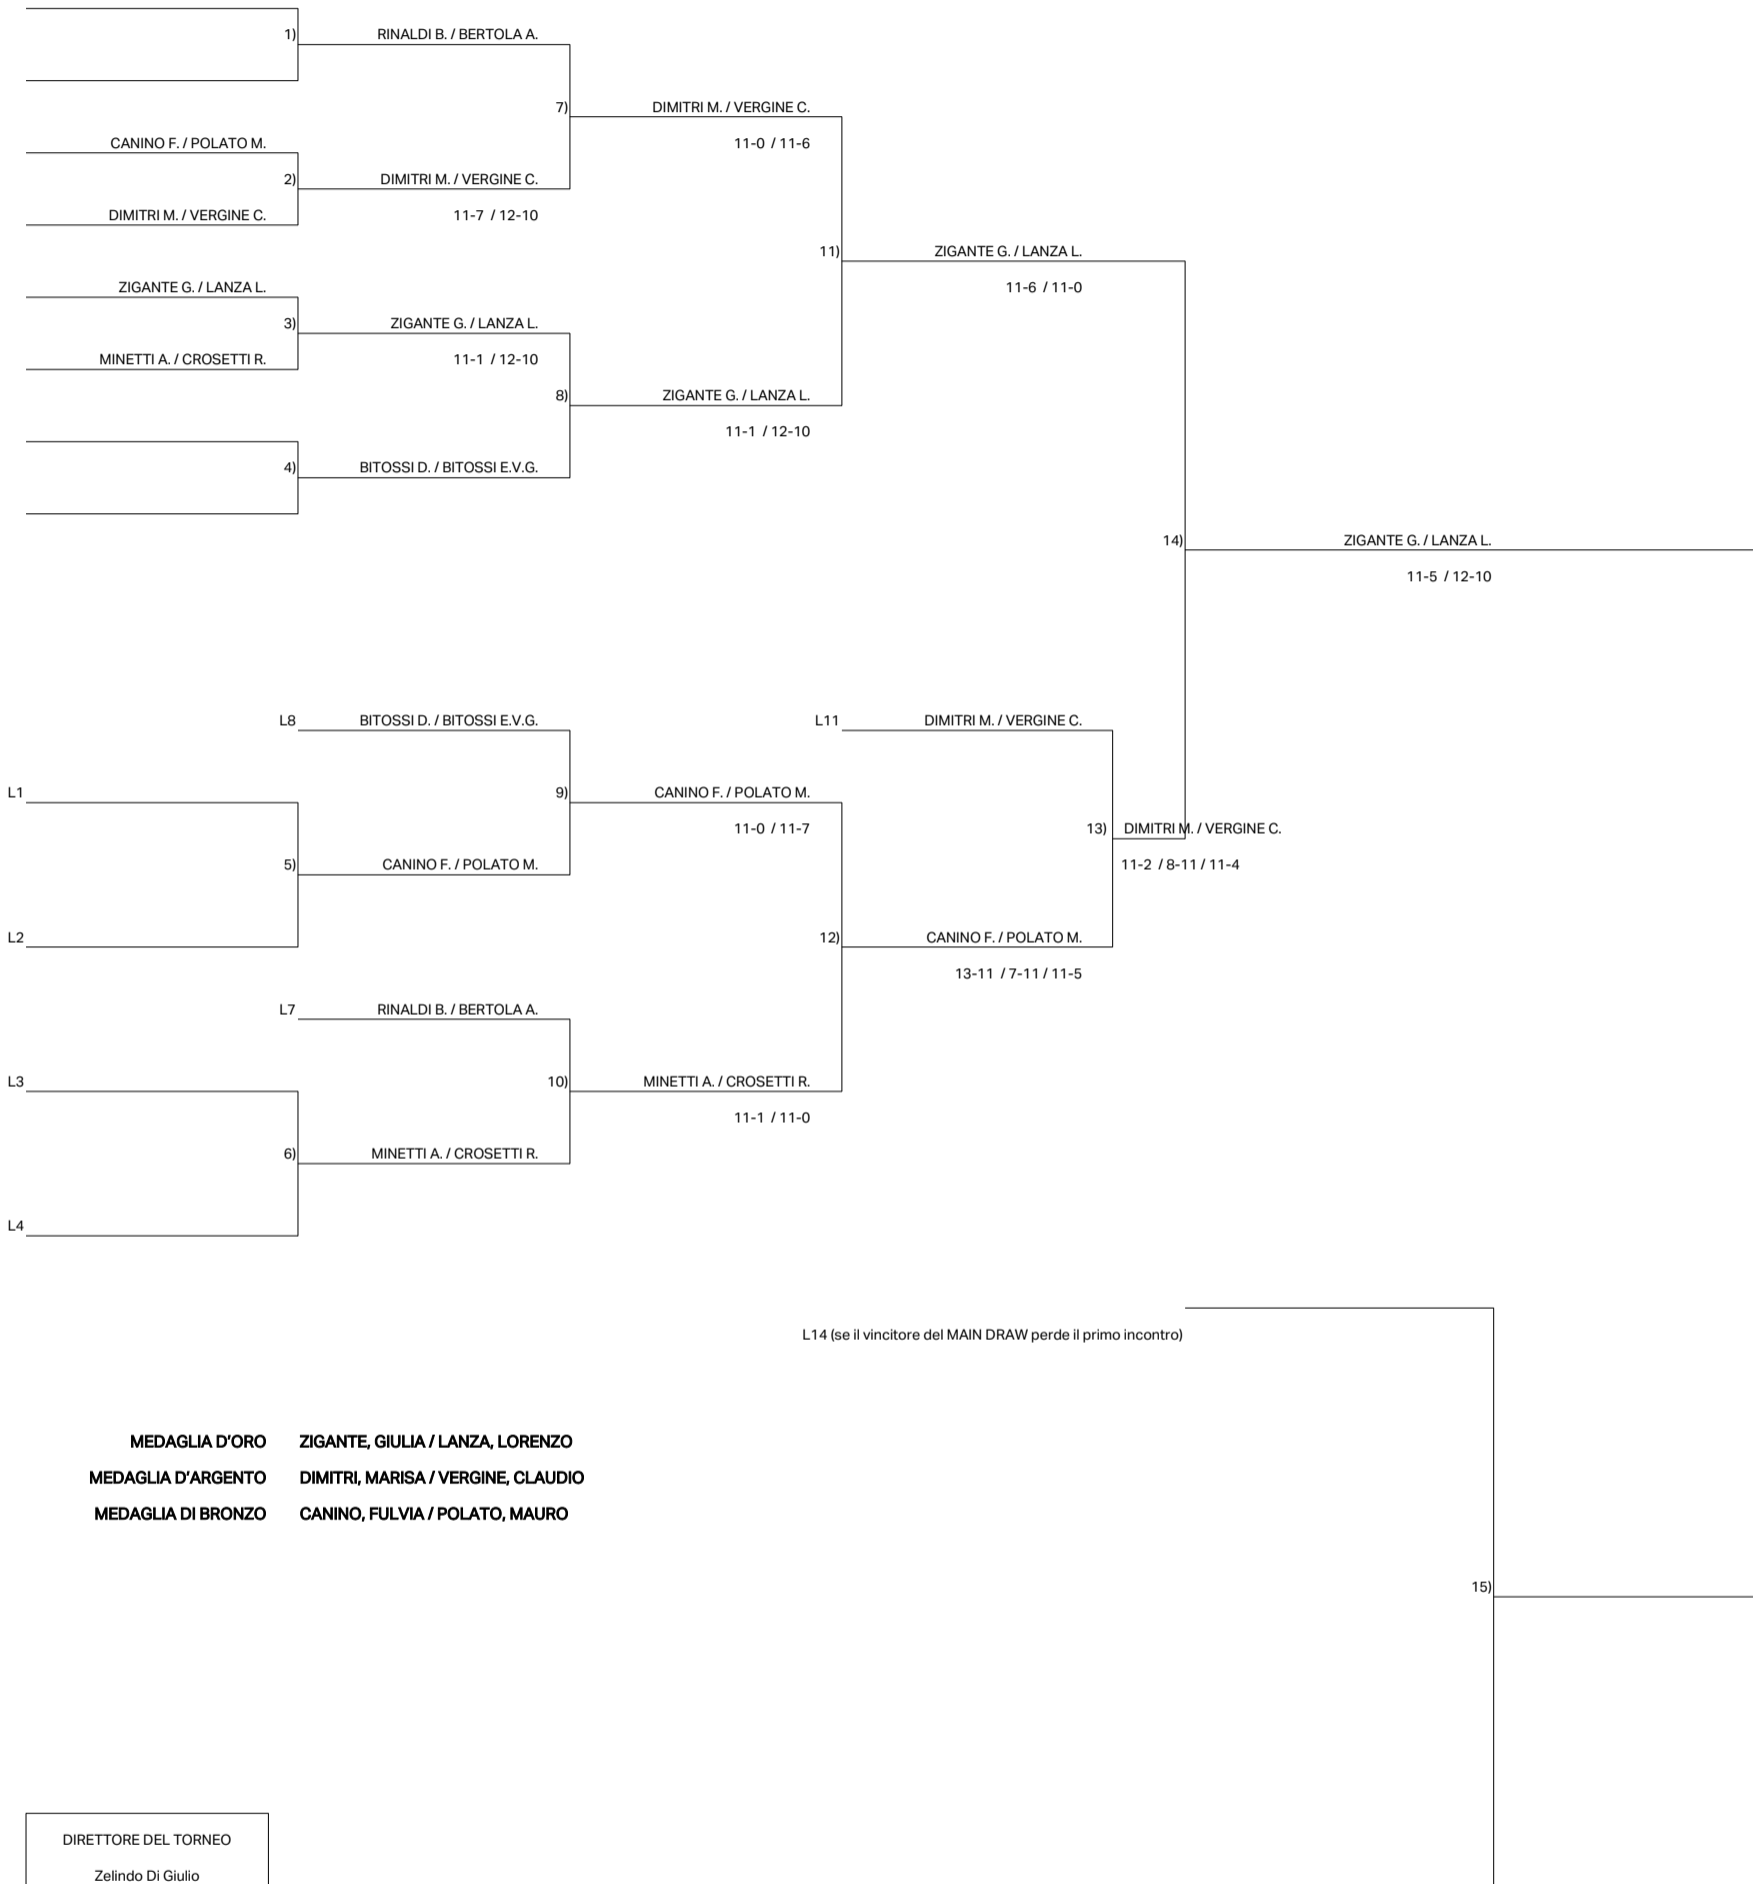 1) RINALDI B. / BERTOLA A.
7) DIMITRI M. / VERGINE C.
CANINO F. / POLATO M.
11-0 / 11-6
2) DIMITRI M. / VERGINE C.
DIMITRI M. / VERGINE C.
11-7 / 12-10
11) ZIGANTE G. / LANZA L.
ZIGANTE G. / LANZA L.
11-6 / 11-0
3) ZIGANTE G. / LANZA L.
MINETTI A. / CROSETTI R.
11-1 / 12-10
8) ZIGANTE G. / LANZA L.
11-1 / 12-10
4) BITOSSI D. / BITOSSI E.V.G.
14) ZIGANTE G. / LANZA L.
11-5 / 12-10
L8 BITOSSI D. / BITOSSI E.V.G.
L11 DIMITRI M. / VERGINE C.
L1
9) CANINO F. / POLATO M.
11-0 / 11-7
13) DIMITRI M. / VERGINE C.
5) CANINO F. / POLATO M.
11-2 / 8-11 / 11-4
L2
12) CANINO F. / POLATO M.
13-11 / 7-11 / 11-5
L7 RINALDI B. / BERTOLA A.
L3
10) MINETTI A. / CROSETTI R.
11-1 / 11-0
6) MINETTI A. / CROSETTI R.
L4
L14 (se il vincitore del MAIN DRAW perde il primo incontro)
MEDAGLIA D'ORO ZIGANTE, GIULIA / LANZA, LORENZO
MEDAGLIA D'ARGENTO DIMITRI, MARISA / VERGINE, CLAUDIO
MEDAGLIA DI BRONZO CANINO, FULVIA / POLATO, MAURO
15)
DIRETTORE DEL TORNEO
Zelindo Di Giulio